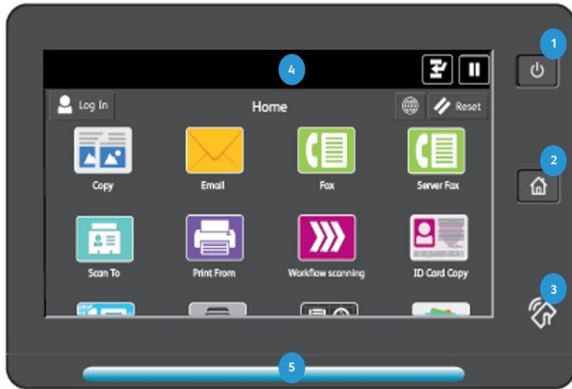 1
4
Log In
Home
Reset
Copy
Email
Fax
Server Fax
2
Scan To
Print From
Workflow scanning
ID Card Copy
3
5